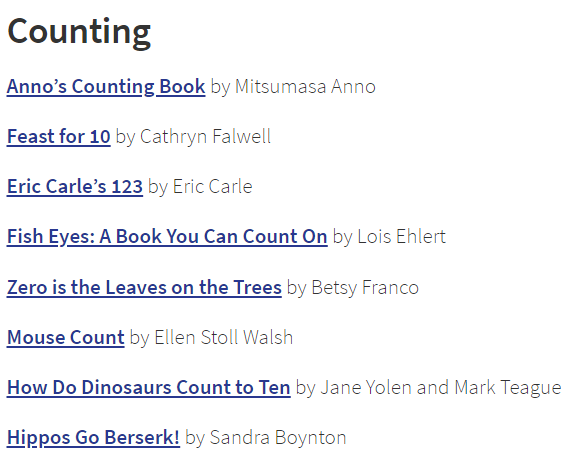 Counting
Anno’s Counting Book by Mitsumasa Anno
Feast for 10 by Cathryn Falwell
Eric Carle’s 123 by Eric Carle
Fish Eyes: A Book You Can Count On by Lois Ehlert
Zero is the Leaves on the Trees by Betsy Franco
Mouse Count by Ellen Stoll Walsh
How Do Dinosaurs Count to Ten by Jane Yolen and Mark Teague
Hippos Go Berserk! by Sandra Boynton